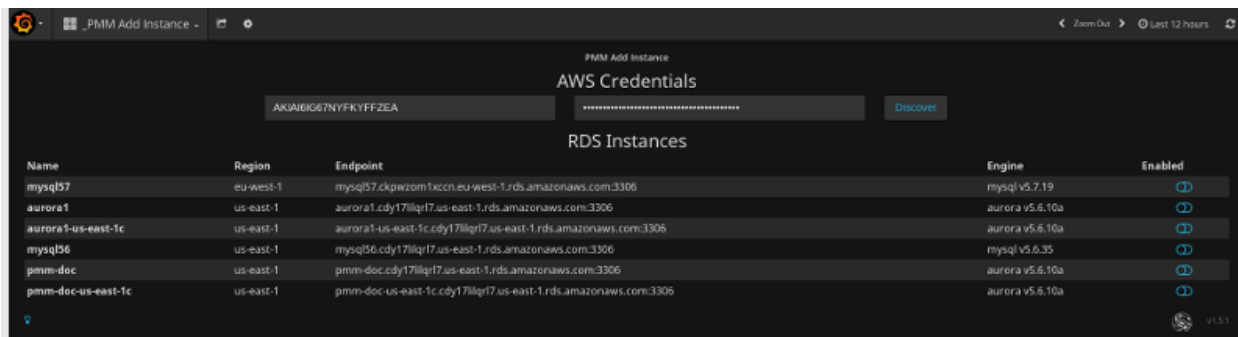 _PMM Add Instance
Zoom Out Last 12 hours
PMM Add Instance
AWS Credentials
AKIAI6IG67NYFKYFFZEA ••••••••••••••••••••••••••••••••••••••••
Discover
RDS Instances
Name Region Endpoint Engine Enabled
mysql57 eu-west-1 mysql57.ckpwzom1xccn.eu-west-1.rds.amazonaws.com:3306 mysql v5.7.19
aurora1 us-east-1 aurora1.cdy17lilqrl7.us-east-1.rds.amazonaws.com:3306 aurora v5.6.10a
aurora1-us-east-1c us-east-1 aurora1-us-east-1c.cdy17lilqrl7.us-east-1.rds.amazonaws.com:3306 aurora v5.6.10a
mysql56 us-east-1 mysql56.cdy17lilqrl7.us-east-1.rds.amazonaws.com:3306 mysql v5.6.35
pmm-doc us-east-1 pmm-doc.cdy17lilqrl7.us-east-1.rds.amazonaws.com:3306 aurora v5.6.10a
pmm-doc-us-east-1c us-east-1 pmm-doc-us-east-1c.cdy17lilqrl7.us-east-1.rds.amazonaws.com:3306 aurora v5.6.10a
v1.5.1